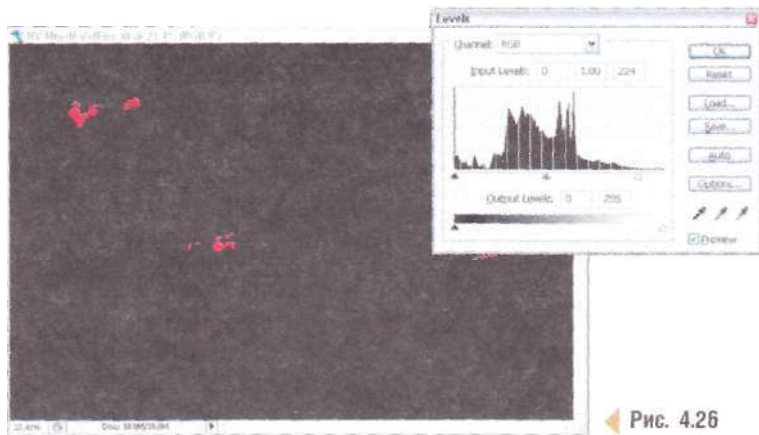 Levels
Channel: RGB
OK
Input Levels: 0 1.00 224
Reset
Load...
Save...
Auto
Options...
Output Levels: 0 255
Preview
Рис. 4.26